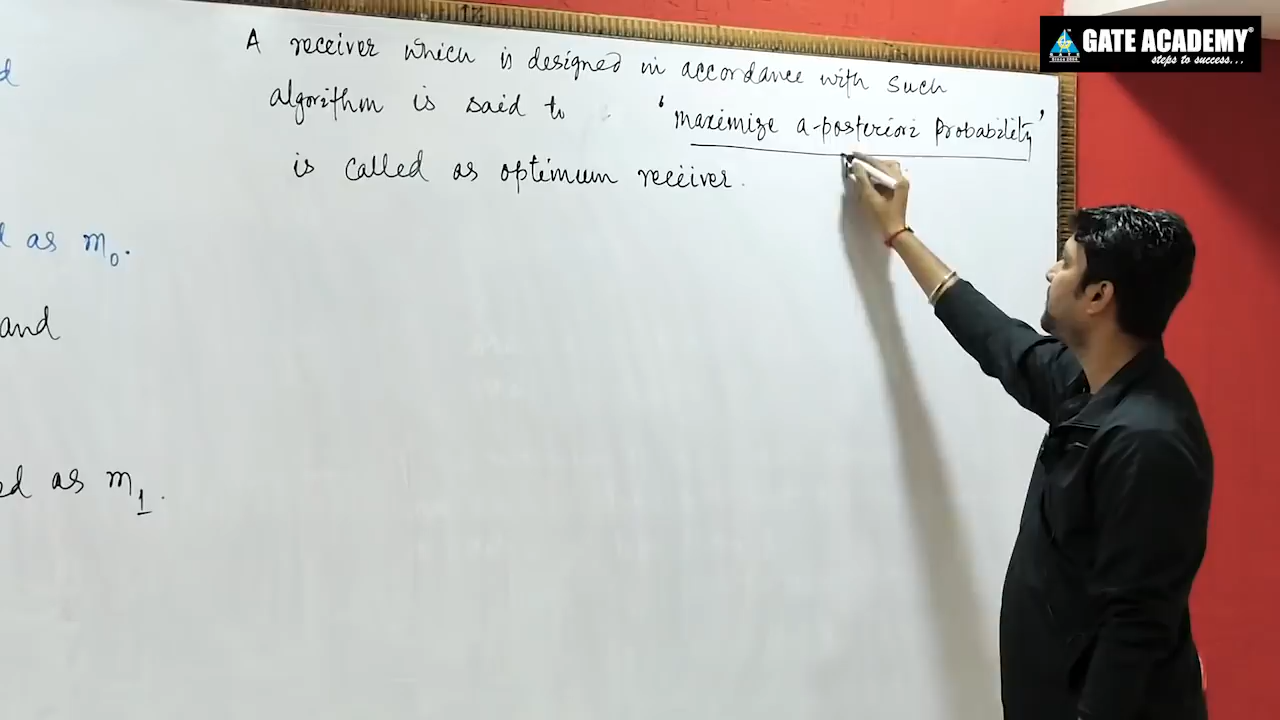 A receiver which is designed in accordance with such
algorithm is said to 'maximize a-posteriori probability'
is called as optimum receiver.
d
d as m0.
and
ed as m1.
GATE ACADEMY®
steps to success...